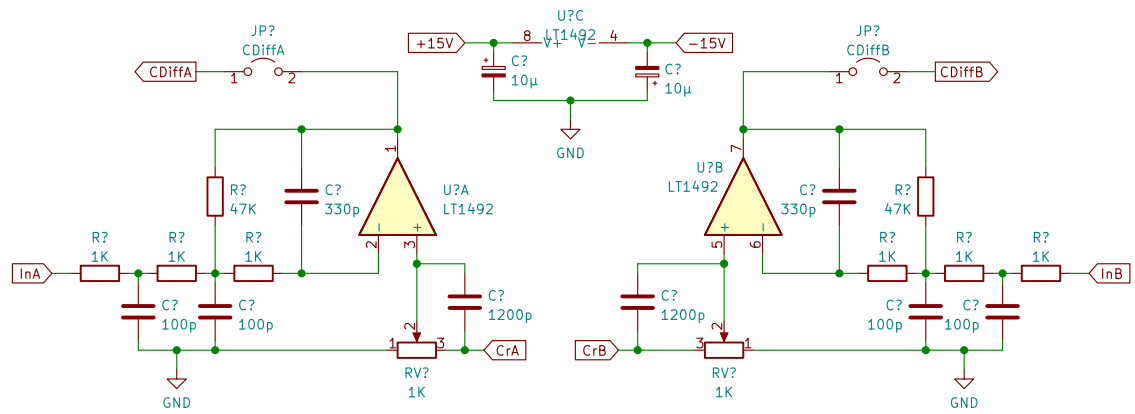 U?C
LT1492
+15V
8
V+
V−
4
−15V
C?
10µ
C?
10µ
GND
JP?
CDiffA
CDiffA
1
2
JP?
CDiffB
1
2
CDiffB
1
U?A
LT1492
2
−
+
3
R?
47K
C?
330p
R?
1K
R?
1K
R?
1K
InA
C?
100p
C?
100p
C?
1200p
2
1
3
CrA
RV?
1K
GND
7
U?B
LT1492
+
−
5
6
C?
330p
R?
47K
R?
1K
R?
1K
R?
1K
InB
C?
1200p
C?
100p
C?
100p
2
3
1
CrB
RV?
1K
GND